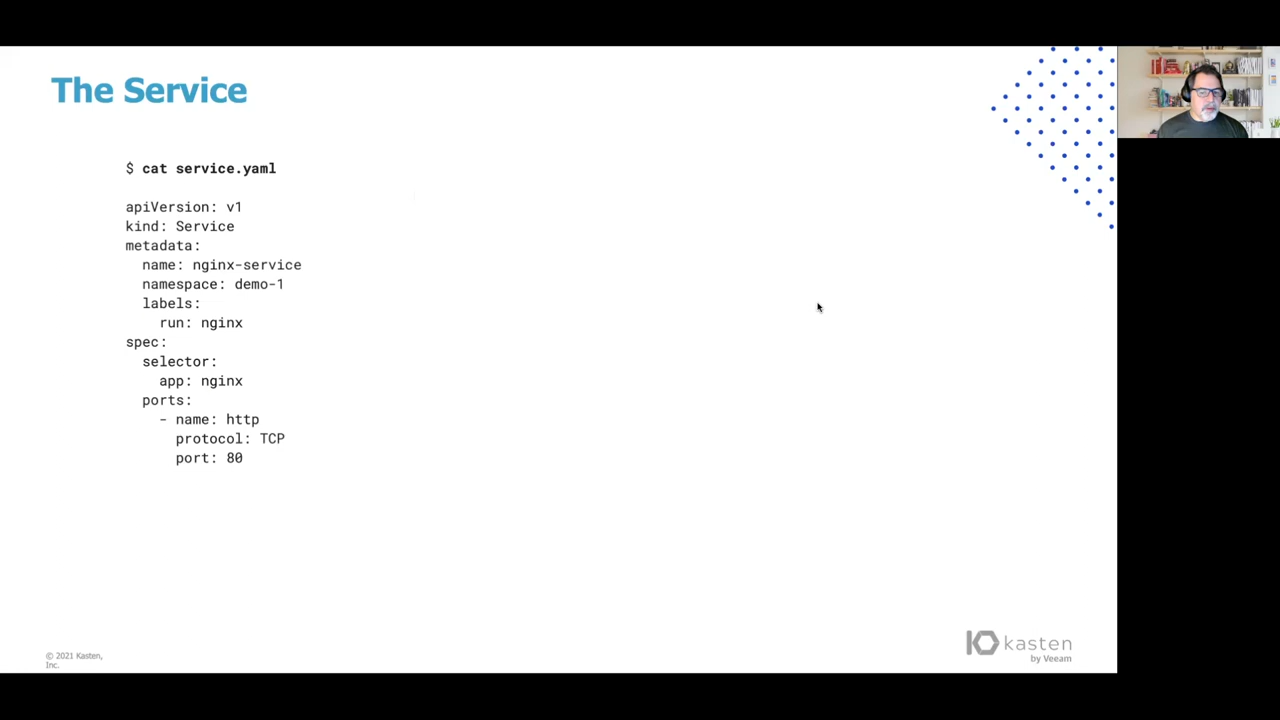 The Service
$ cat service.yaml
apiVersion: v1
kind: Service
metadata:
  name: nginx-service
  namespace: demo-1
  labels:
    run: nginx
spec:
  selector:
    app: nginx
  ports:
    - name: http
      protocol: TCP
      port: 80
© 2021 Kasten,
Inc.
kasten
by Veeam